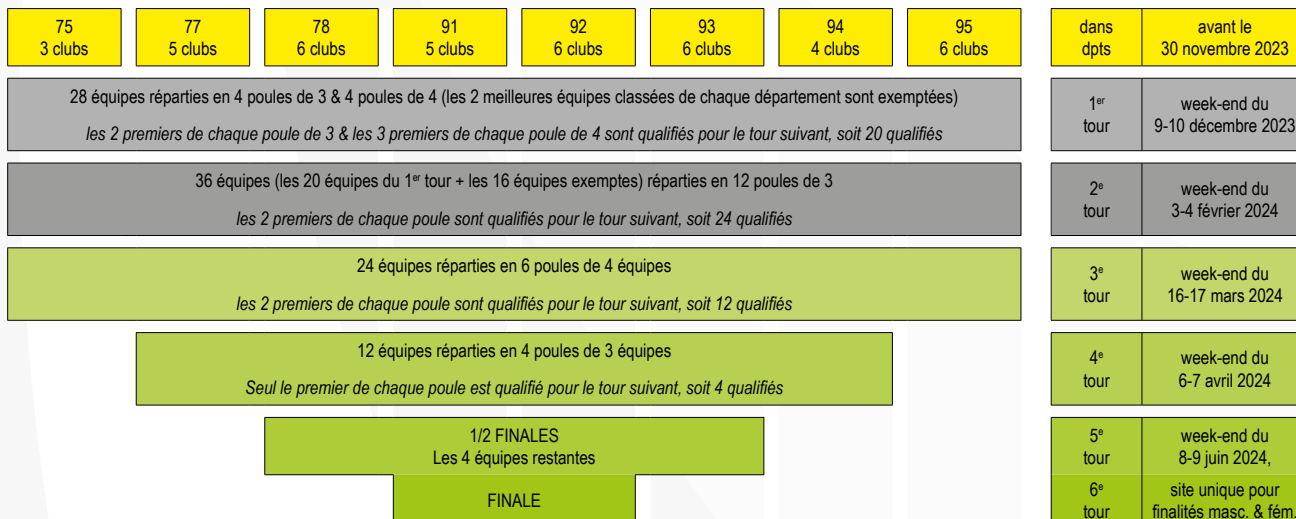 75
3 clubs
77
5 clubs
78
6 clubs
91
5 clubs
92
6 clubs
93
6 clubs
94
4 clubs
95
6 clubs
dans
dpts
avant le
30 novembre 2023
28 équipes réparties en 4 poules de 3 & 4 poules de 4 (les 2 meilleures équipes classées de chaque département sont exemptées)
les 2 premiers de chaque poule de 3 & les 3 premiers de chaque poule de 4 sont qualifiés pour le tour suivant, soit 20 qualifiés
1er
tour
week-end du
9-10 décembre 2023
36 équipes (les 20 équipes du 1er tour + les 16 équipes exemptes) réparties en 12 poules de 3
les 2 premiers de chaque poule sont qualifiés pour le tour suivant, soit 24 qualifiés
2e
tour
week-end du
3-4 février 2024
24 équipes réparties en 6 poules de 4 équipes
les 2 premiers de chaque poule sont qualifiés pour le tour suivant, soit 12 qualifiés
3e
tour
week-end du
16-17 mars 2024
12 équipes réparties en 4 poules de 3 équipes
Seul le premier de chaque poule est qualifié pour le tour suivant, soit 4 qualifiés
4e
tour
week-end du
6-7 avril 2024
1/2 FINALES
Les 4 équipes restantes
5e
tour
week-end du
8-9 juin 2024,
FINALE
6e
tour
site unique pour
finalités masc. & fém.